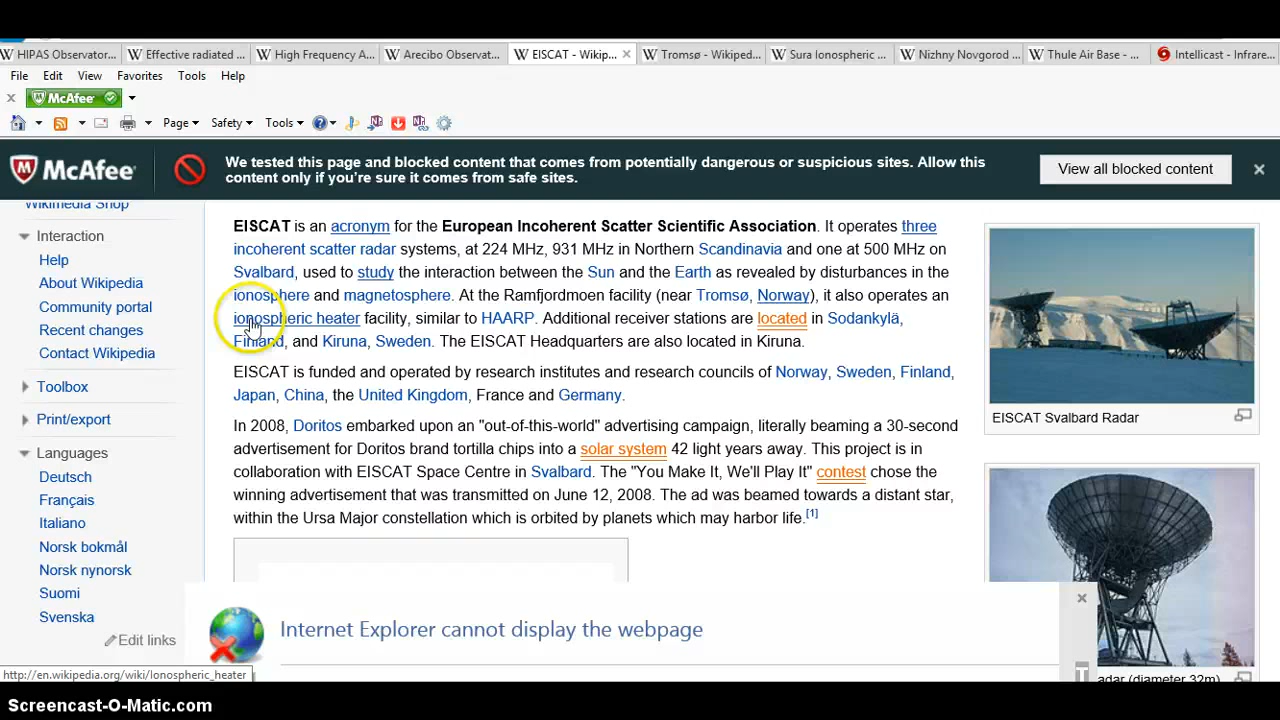 HIPAS Observator...
Effective radiated ...
High Frequency A...
Arecibo Observat...
EISCAT - Wikip...
Tromsø - Wikiped...
Sura Ionospheric ...
Nizhny Novgorod ...
Thule Air Base - ...
Intellicast - Infrare...
File Edit View Favorites Tools Help
McAfee
Page Safety Tools
McAfee
We tested this page and blocked content that comes from potentially dangerous or suspicious sites. Allow this
content only if you're sure it comes from safe sites.
View all blocked content
Wikimedia Shop
Interaction
Help
About Wikipedia
Community portal
Recent changes
Contact Wikipedia
Toolbox
Print/export
Languages
Deutsch
Français
Italiano
Norsk bokmål
Norsk nynorsk
Suomi
Svenska
Edit links
EISCAT is an acronym for the European Incoherent Scatter Scientific Association. It operates three
incoherent scatter radar systems, at 224 MHz, 931 MHz in Northern Scandinavia and one at 500 MHz on
Svalbard, used to study the interaction between the Sun and the Earth as revealed by disturbances in the
ionosphere and magnetosphere. At the Ramfjordmoen facility (near Tromsø, Norway), it also operates an
ionospheric heater facility, similar to HAARP. Additional receiver stations are located in Sodankylä,
Finland, and Kiruna, Sweden. The EISCAT Headquarters are also located in Kiruna.
EISCAT is funded and operated by research institutes and research councils of Norway, Sweden, Finland,
Japan, China, the United Kingdom, France and Germany.
In 2008, Doritos embarked upon an "out-of-this-world" advertising campaign, literally beaming a 30-second
advertisement for Doritos brand tortilla chips into a solar system 42 light years away. This project is in
collaboration with EISCAT Space Centre in Svalbard. The "You Make It, We'll Play It" contest chose the
winning advertisement that was transmitted on June 12, 2008. The ad was beamed towards a distant star,
within the Ursa Major constellation which is orbited by planets which may harbor life.[1]
EISCAT Svalbard Radar
adar (diameter 32m)
Internet Explorer cannot display the webpage
http://en.wikipedia.org/wiki/Ionospheric_heater
Screencast-O-Matic.com